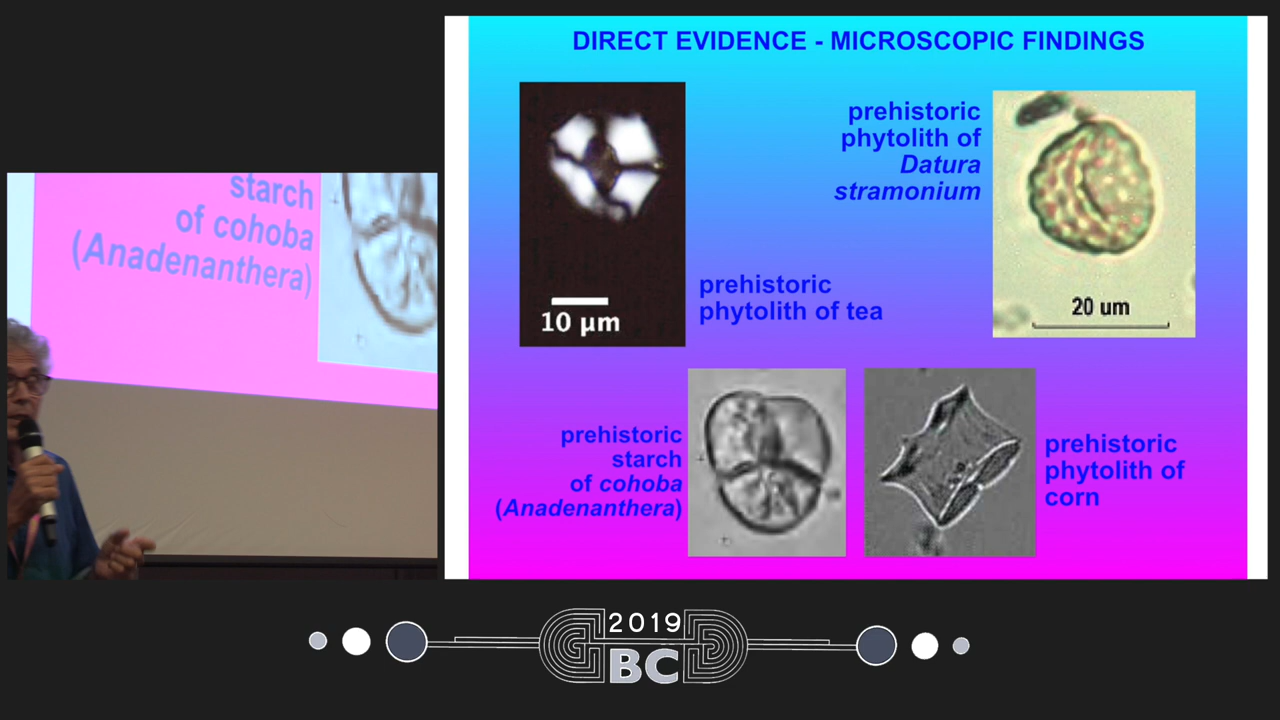 DIRECT EVIDENCE - MICROSCOPIC FINDINGS
prehistoric
phytolith of
Datura
stramonium
20 um
10 µm
prehistoric
phytolith of tea
prehistoric
starch
of cohoba
(Anadenanthera)
prehistoric
phytolith of
corn
starch
of cohoba
(Anadenanthera)
2019
BC